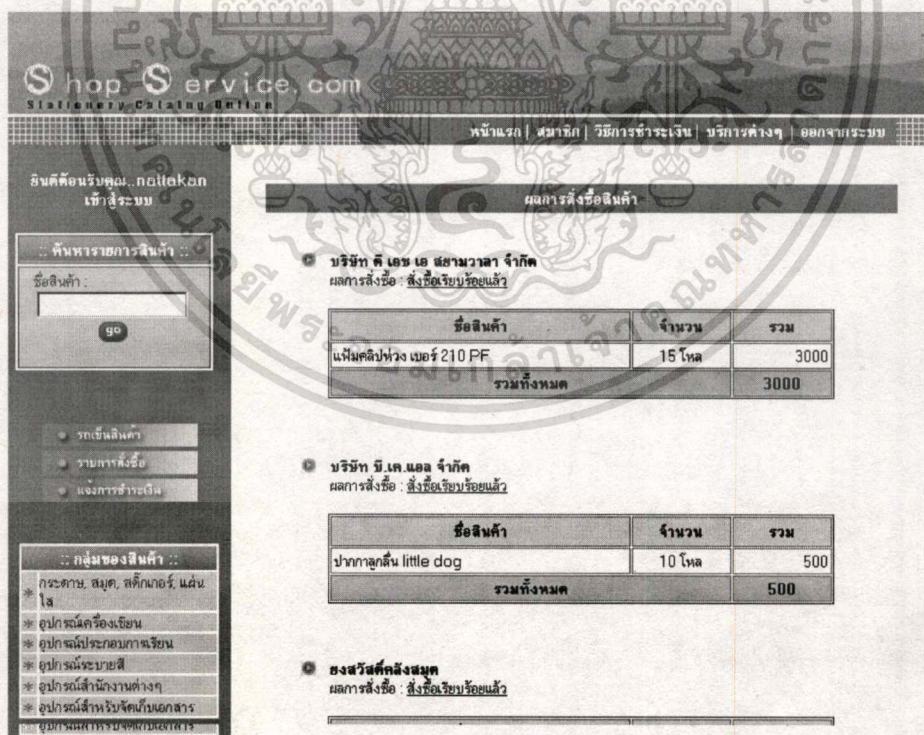 Shop Service.com
Stationery Catalog Online
หน้าแรก | สมาชิก | วิธีการชำระเงิน | บริการต่างๆ | ออกจากระบบ
ยินดีต้อนรับคุณ..nattakan
เข้าสู่ระบบ
:: ค้นหารายการสินค้า ::
ชื่อสินค้า :
go
รถเข็นสินค้า
รายการสั่งซื้อ
แจ้งการชำระเงิน
:: กลุ่มของสินค้า ::
กระดาษ, สมุด, สติ๊กเกอร์, แผ่น
ใส
อุปกรณ์เครื่องเขียน
อุปกรณ์ประกอบการเรียน
อุปกรณ์ระบายสี
อุปกรณ์สำนักงานต่างๆ
อุปกรณ์สำหรับจัดเก็บเอกสาร
อุปกรณ์สำหรับจัดเก็บเอกสาร
ผลการสั่งซื้อสินค้า
บริษัท ดี เอช เอ สยามวาลา จำกัด
ผลการสั่งซื้อ : สั่งซื้อเรียบร้อยแล้ว
ชื่อสินค้า จำนวน รวม
แฟ้มคลิปห่วง เบอร์ 210 PF 15 โหล 3000
รวมทั้งหมด 3000
บริษัท บี.เค.แอล จำกัด
ผลการสั่งซื้อ : สั่งซื้อเรียบร้อยแล้ว
ชื่อสินค้า จำนวน รวม
ปากกาลูกลื่น little dog 10 โหล 500
รวมทั้งหมด 500
ยงสวัสดิ์คลังสมุด
ผลการสั่งซื้อ : สั่งซื้อเรียบร้อยแล้ว